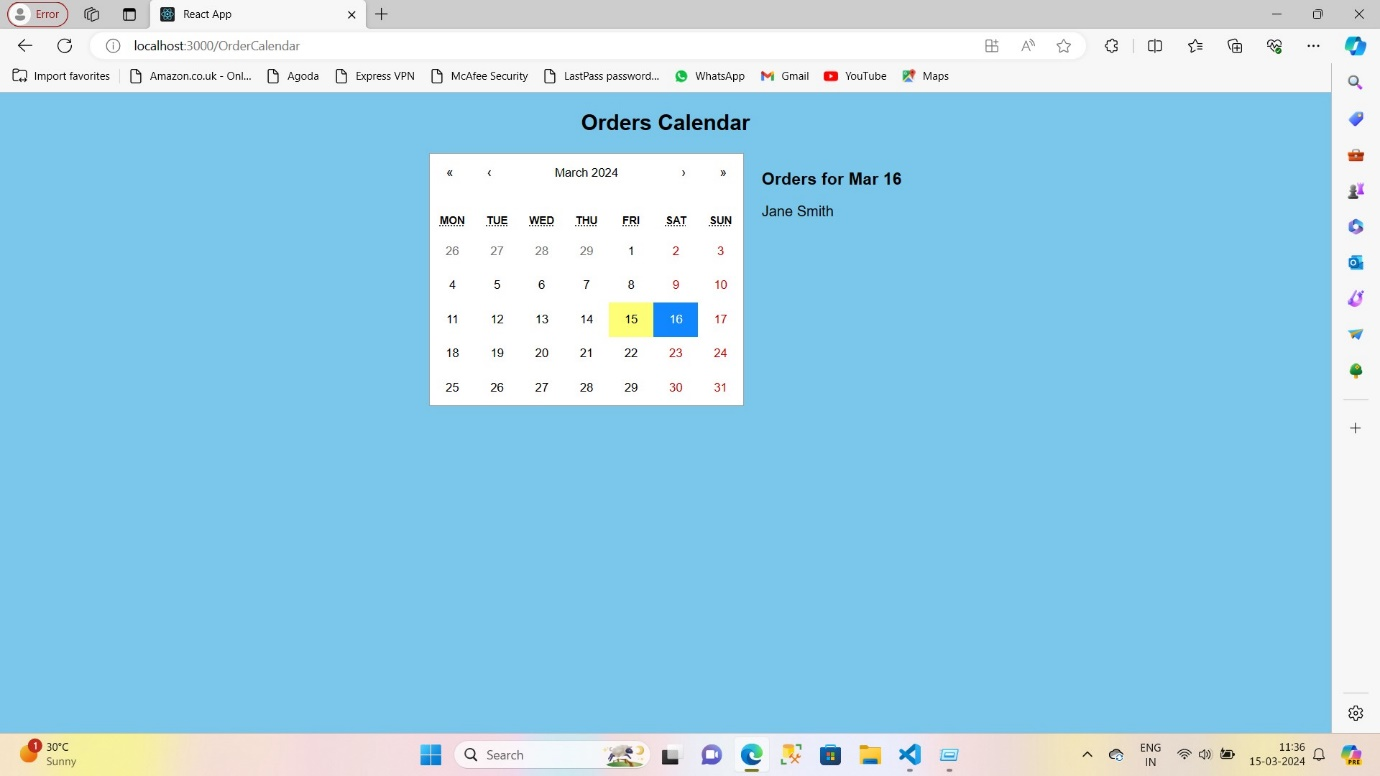 Error
React App
localhost:3000/OrderCalendar
Import favorites Amazon.co.uk - Onl... Agoda Express VPN McAfee Security LastPass password... WhatsApp Gmail YouTube Maps
Orders Calendar
« ‹ March 2024 › »
MON TUE WED THU FRI SAT SUN
26 27 28 29 1 2 3
4 5 6 7 8 9 10
11 12 13 14 15 16 17
18 19 20 21 22 23 24
25 26 27 28 29 30 31
Orders for Mar 16
Jane Smith
1
30°C
Sunny
Search
ENG
IN
11:36
15-03-2024
PRE